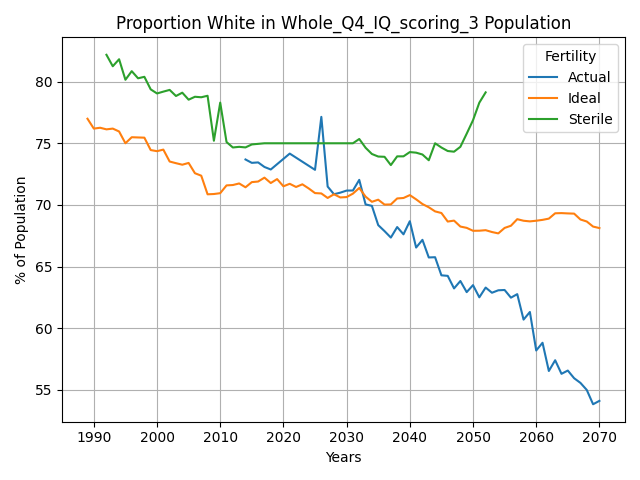 Proportion White in Whole_Q4_IQ_scoring_3 Population
Fertility
Actual
Ideal
Sterile
% of Population
80
75
70
65
60
55
1990
2000
2010
2020
2030
2040
2050
2060
2070
Years